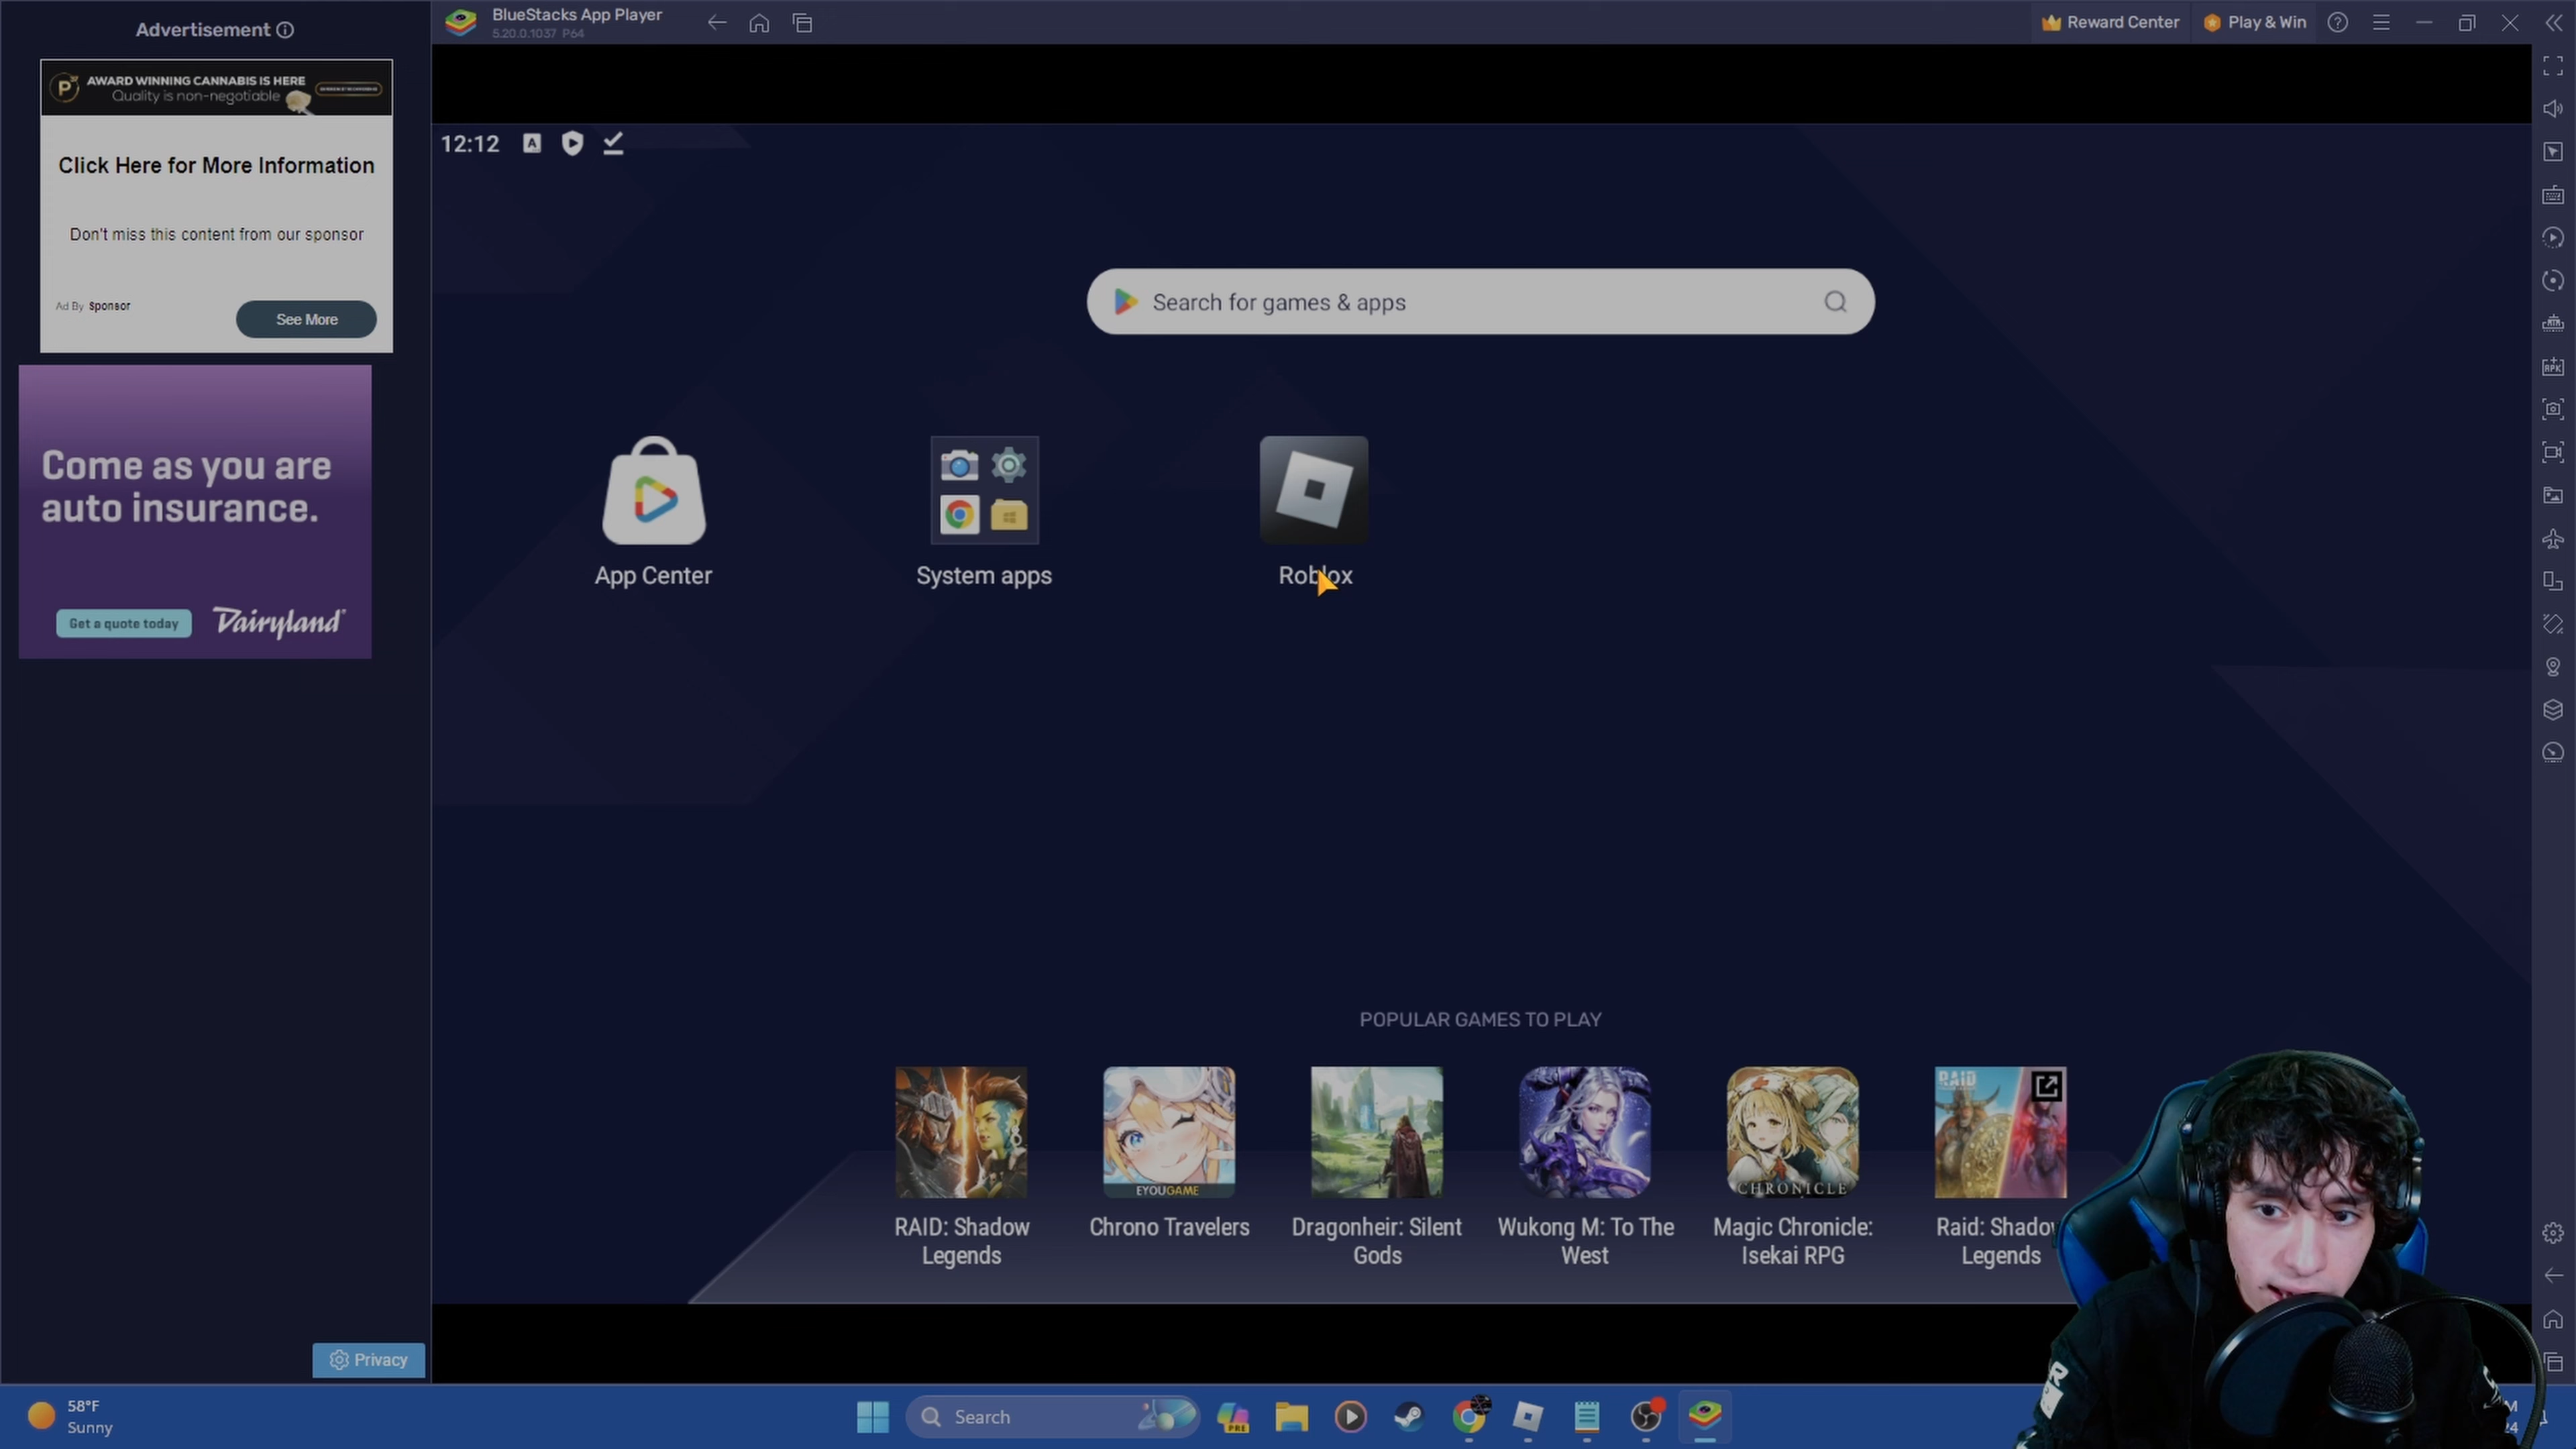 Advertisement
AWARD WINNING CANNABIS IS HERE
Quality is non-negotiable
Click Here for More Information
Don't miss this content from our sponsor
Ad By Sponsor
See More
Come as you are
auto insurance.
Get a quote today
Dairyland
Privacy
BlueStacks App Player
5.20.0.1037 P64
Reward Center
Play & Win
12:12
Search for games & apps
App Center
System apps
Roblox
POPULAR GAMES TO PLAY
EYOUGAME
CHRONICLE
RAID
RAID: Shadow
Legends
Chrono Travelers
Dragonheir: Silent
Gods
Wukong M: To The
West
Magic Chronicle:
Isekai RPG
Raid: Shadow
Legends
APK
58°F
Sunny
Search
PRE